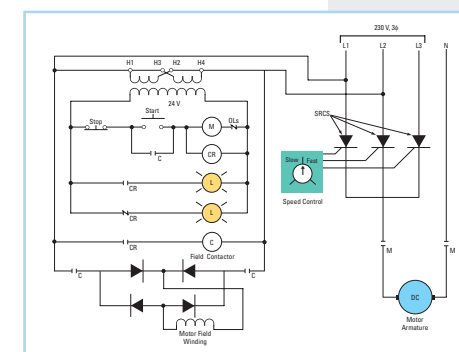 230 V, 3ϕ
L1 L2 L3 N
H1 H3 H2 H4
24 V
Start
Stop
M
OLs
SRCS
C
CR
Slow Fast
Speed Control
CR
L
CR
L
CR
C
Field Contactor
M
M
C
C
DC
Motor
Armature
Motor Field
Winding